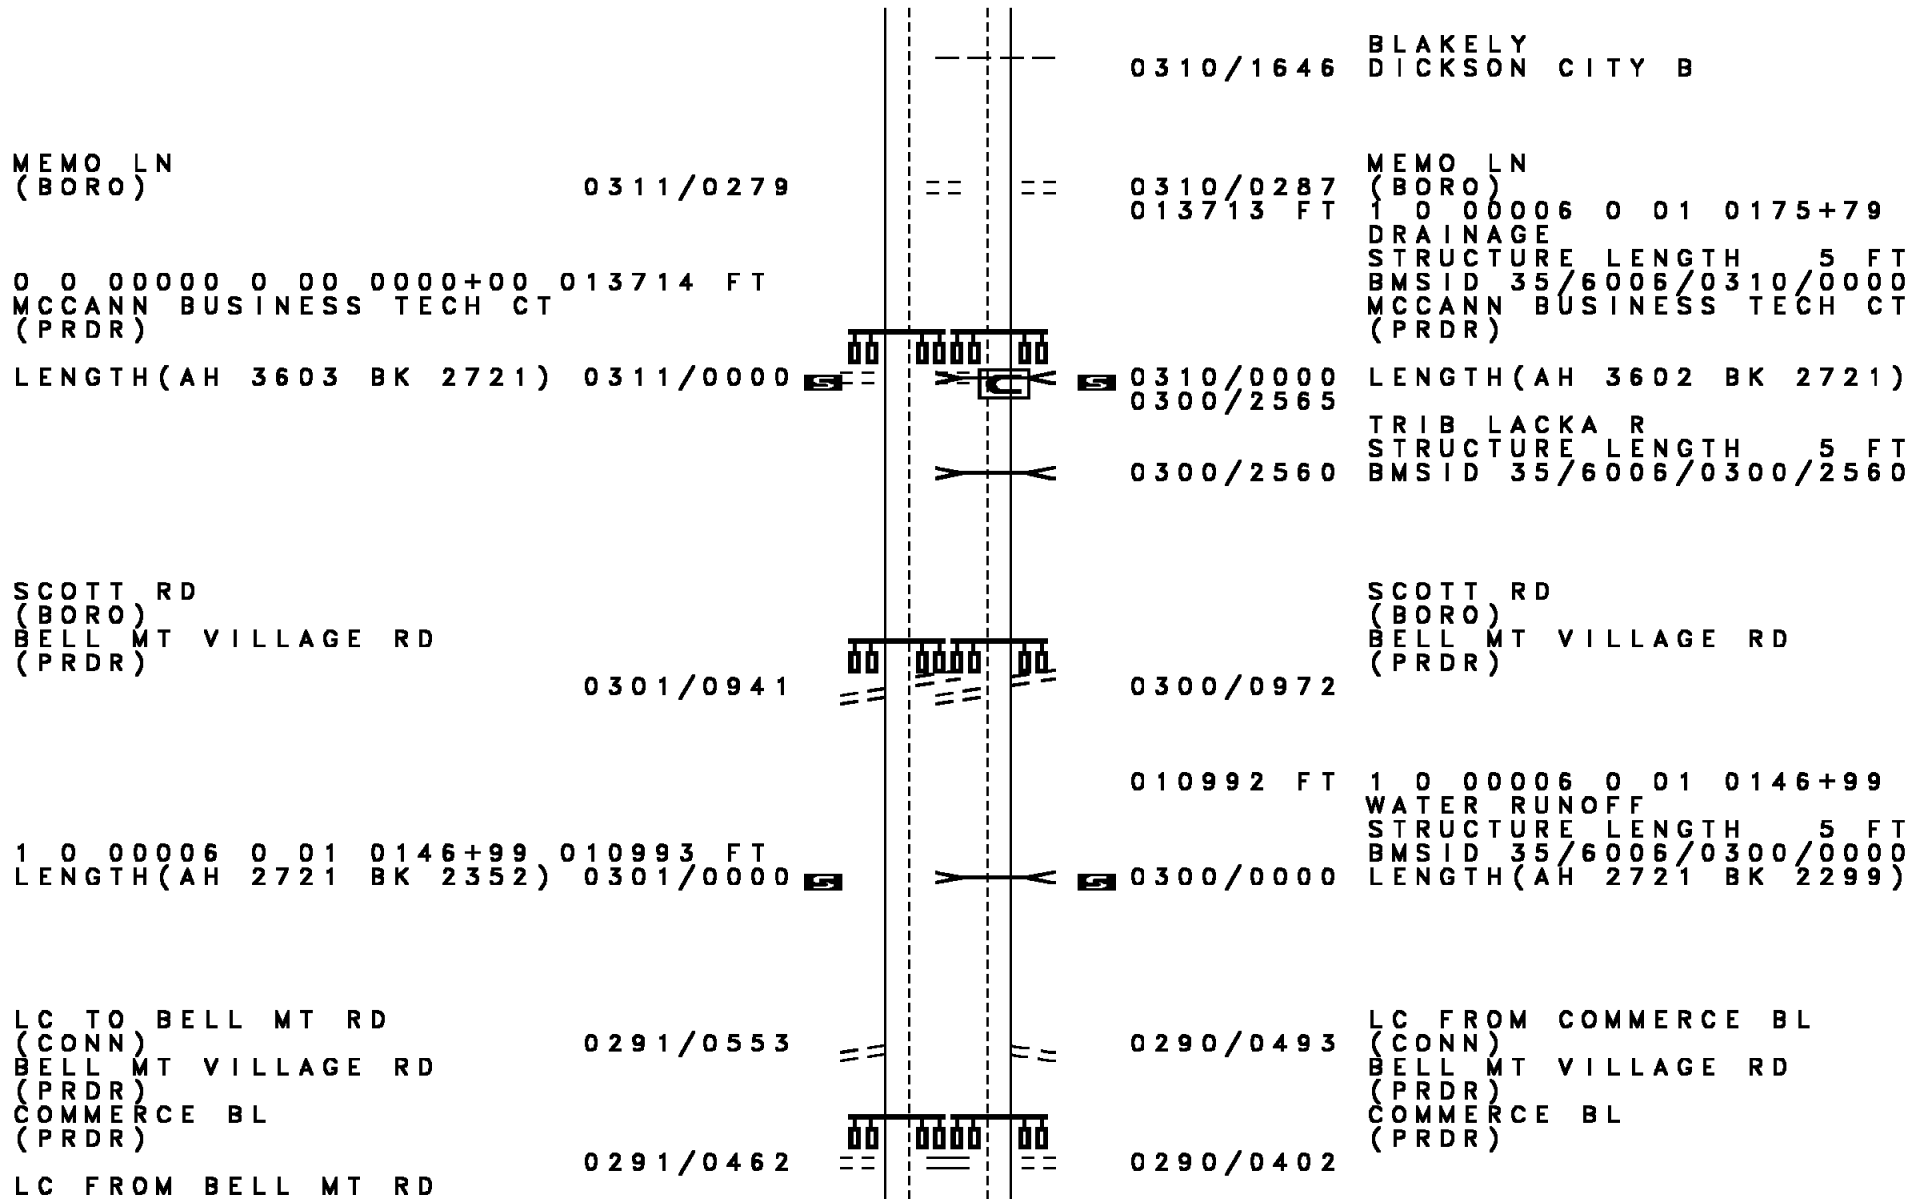 BLAKELY
0310/1646 DICKSON CITY B
MEMO LN
(BORO) 0311/0279
MEMO LN
0310/0287 (BORO)
013713 FT 1 0 00006 0 01 0175+79
DRAINAGE
STRUCTURE LENGTH 5 FT
0 0 00000 0 00 0000+00 013714 FT
BMSID 35/6006/0310/0000
MCCANN BUSINESS TECH CT
MCCANN BUSINESS TECH CT
(PRDR)
(PRDR)
LENGTH(AH 3603 BK 2721) 0311/0000 S
C
S 0310/0000 LENGTH(AH 3602 BK 2721)
0300/2565
TRIB LACKA R
STRUCTURE LENGTH 5 FT
0300/2560 BMSID 35/6006/0300/2560
SCOTT RD
(BORO)
BELL MT VILLAGE RD
(PRDR)
0301/0941
SCOTT RD
(BORO)
BELL MT VILLAGE RD
(PRDR)
0300/0972
010992 FT 1 0 00006 0 01 0146+99
WATER RUNOFF
STRUCTURE LENGTH 5 FT
1 0 00006 0 01 0146+99 010993 FT
BMSID 35/6006/0300/0000
LENGTH(AH 2721 BK 2352) 0301/0000 S
S 0300/0000 LENGTH(AH 2721 BK 2299)
LC TO BELL MT RD
(CONN) 0291/0553
BELL MT VILLAGE RD
(PRDR)
COMMERCE BL
(PRDR)
0291/0462
LC FROM BELL MT RD
LC FROM COMMERCE BL
0290/0493 (CONN)
BELL MT VILLAGE RD
(PRDR)
COMMERCE BL
(PRDR)
0290/0402